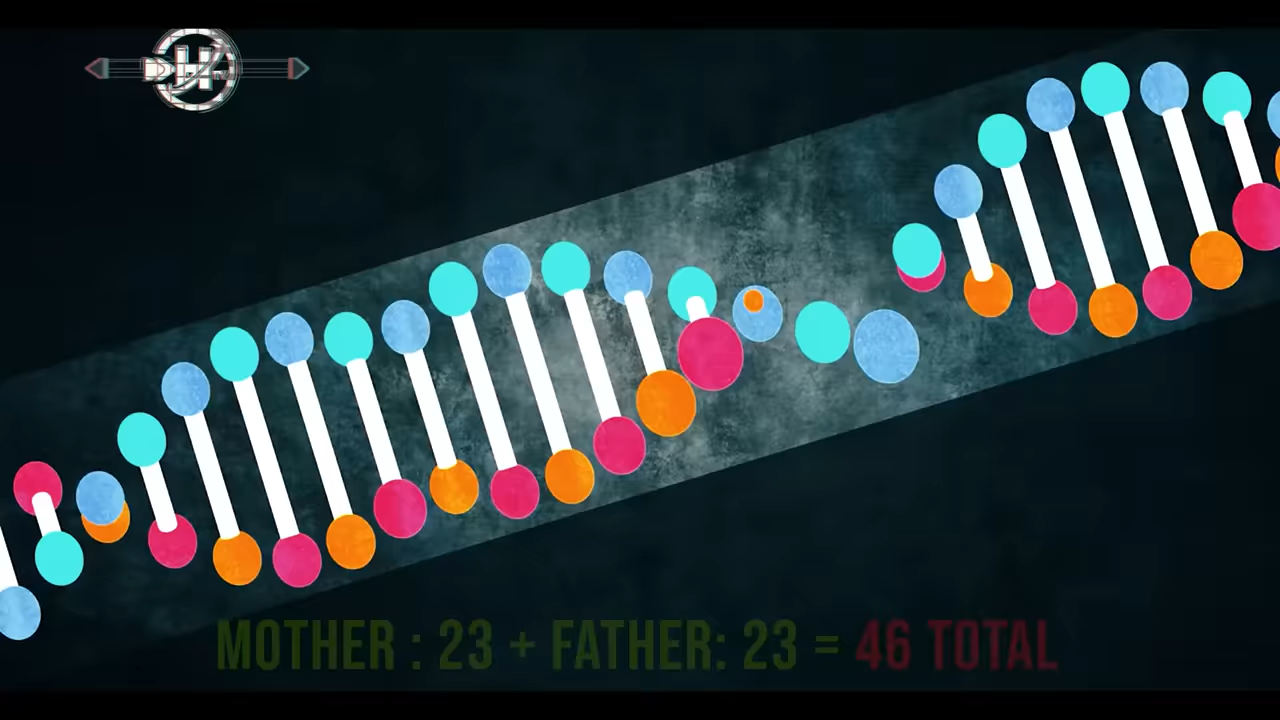 MOTHER : 23 + FATHER: 23 = 46 TOTAL